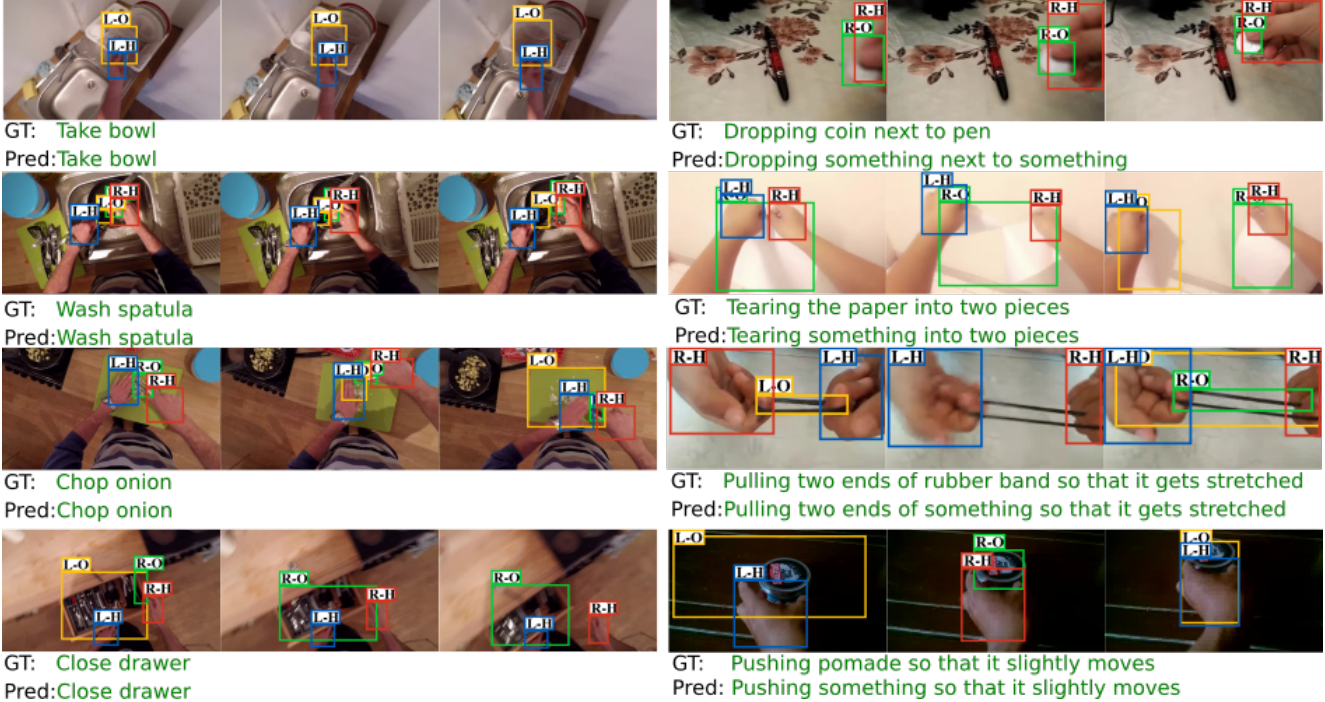 L-O
L-H
L-O
L-H
L-O
L-H
GT: Take bowl
Pred:Take bowl
R-H
R-O
R-H
R-O
R-H
R-O
GT: Dropping coin next to pen
Pred:Dropping something next to something
R-H
L-O
L-H
R-H
L-H
R-H
L-O
L-H
GT: Wash spatula
Pred:Wash spatula
L-H
R-O
R-H
L-H
R-O
R-H
L-H
R-H
GT: Tearing the paper into two pieces
Pred:Tearing something into two pieces
L-H
R-O
R-H
R-H
L-H
L-O
L-H
R-H
GT: Chop onion
Pred:Chop onion
R-H
L-H
L-O
L-H
R-H
L-H
R-H
R-O
GT: Pulling two ends of rubber band so that it gets stretched
Pred:Pulling two ends of something so that it gets stretched
L-O
R-O
R-H
L-H
R-O
R-H
L-H
R-O
R-H
L-H
GT: Close drawer
Pred:Close drawer
L-O
L-H
R-O
R-H
L-O
L-H
GT: Pushing pomade so that it slightly moves
Pred: Pushing something so that it slightly moves